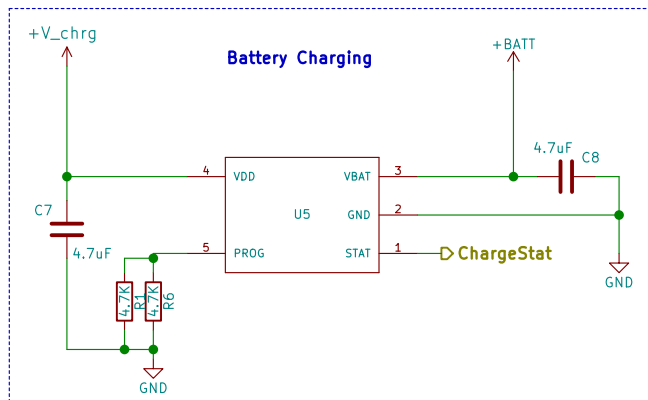 +V_chrg
Battery Charging
+BATT
4.7uF
C8
4
VDD
VBAT
3
C7
U5
GND
2
4.7uF
5
PROG
STAT
1
ChargeStat
4.7K
R1
4.7K
R6
GND
GND